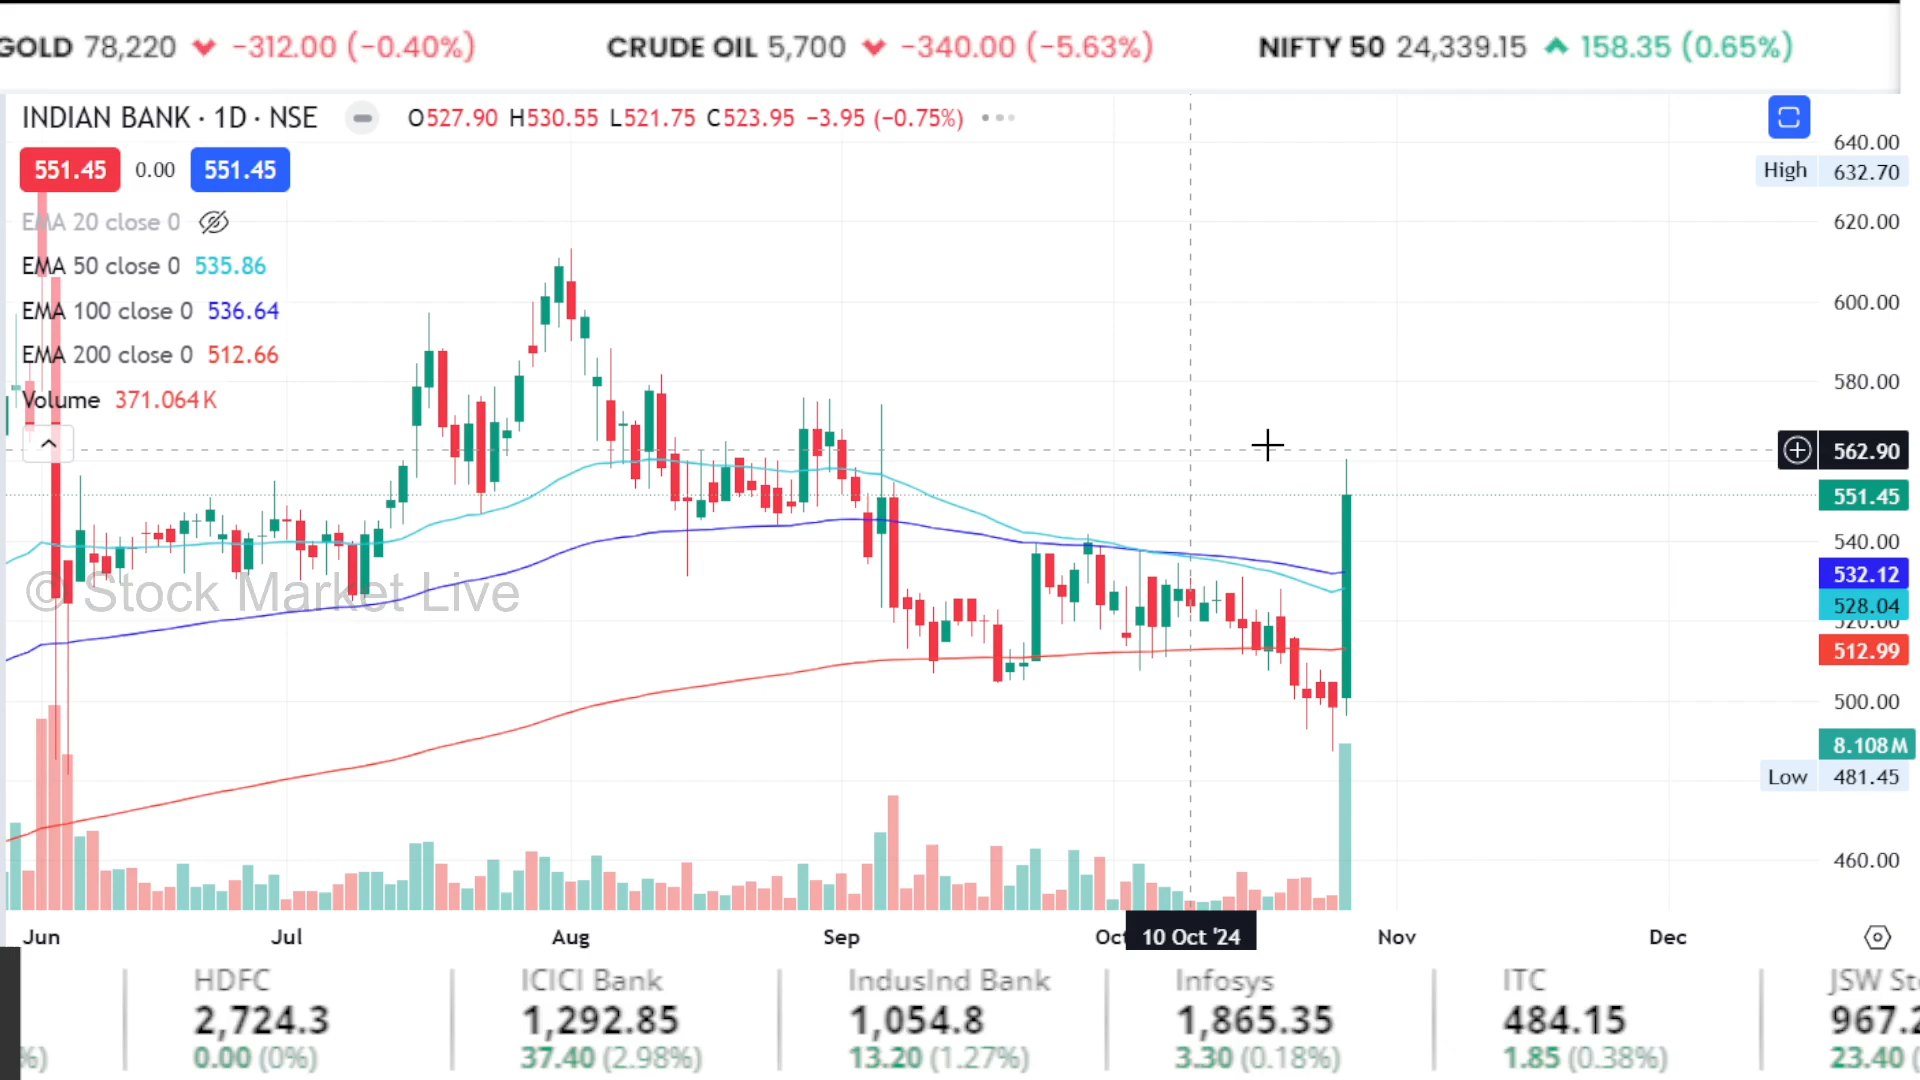 GOLD 78,220 −312.00 (−0.40%) CRUDE OIL 5,700 −340.00 (−5.63%) NIFTY 50 24,339.15 158.35 (0.65%)
INDIAN BANK · 1D · NSE O527.90 H530.55 L521.75 C523.95 −3.95 (−0.75%)
551.45 0.00 551.45
EMA 20 close 0
EMA 50 close 0 535.86
EMA 100 close 0 536.64
EMA 200 close 0 512.66
Volume 371.064K
640.00
High 632.70
620.00
600.00
580.00
562.90
551.45
540.00
532.12
528.04
520.00
512.99
500.00
8.108M
Low 481.45
460.00
© Stock Market Live
Jun Jul Aug Sep Oct 10 Oct '24 Nov Dec
HDFC ICICI Bank IndusInd Bank Infosys ITC JSW St
2,724.3 1,292.85 1,054.8 1,865.35 484.15 967.2
%) 0.00 (0%) 37.40 (2.98%) 13.20 (1.27%) 3.30 (0.18%) 1.85 (0.38%) 23.40 (